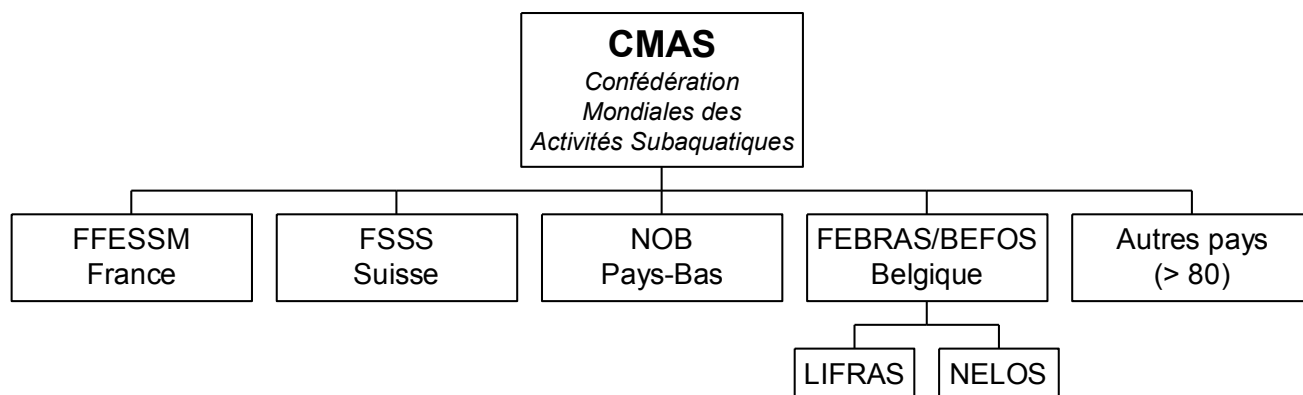 CMAS
Confédération
Mondiales des
Activités Subaquatiques
FFESSM
France
FSSS
Suisse
NOB
Pays-Bas
FEBRAS/BEFOS
Belgique
Autres pays
(> 80)
LIFRAS
NELOS